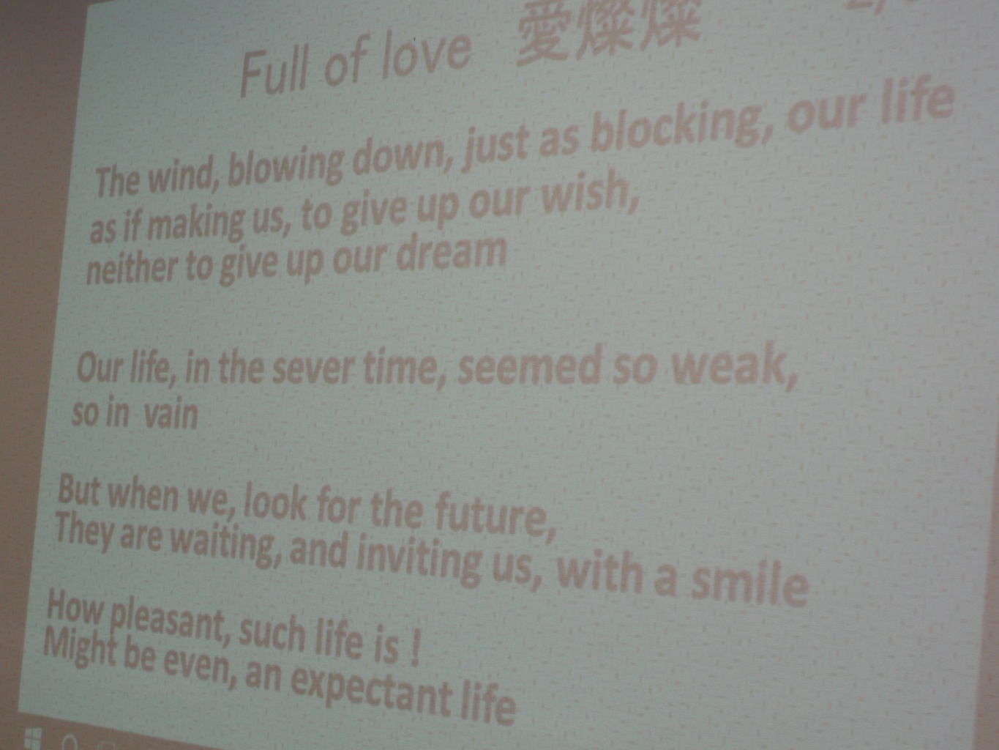 Full of love 愛燦燦
The wind, blowing down, just as blocking, our life
as if making us, to give up our wish,
neither to give up our dream
Our life, in the sever time, seemed so weak,
so in vain
But when we, look for the future,
They are waiting, and inviting us, with a smile
How pleasant, such life is !
Might be even, an expectant life